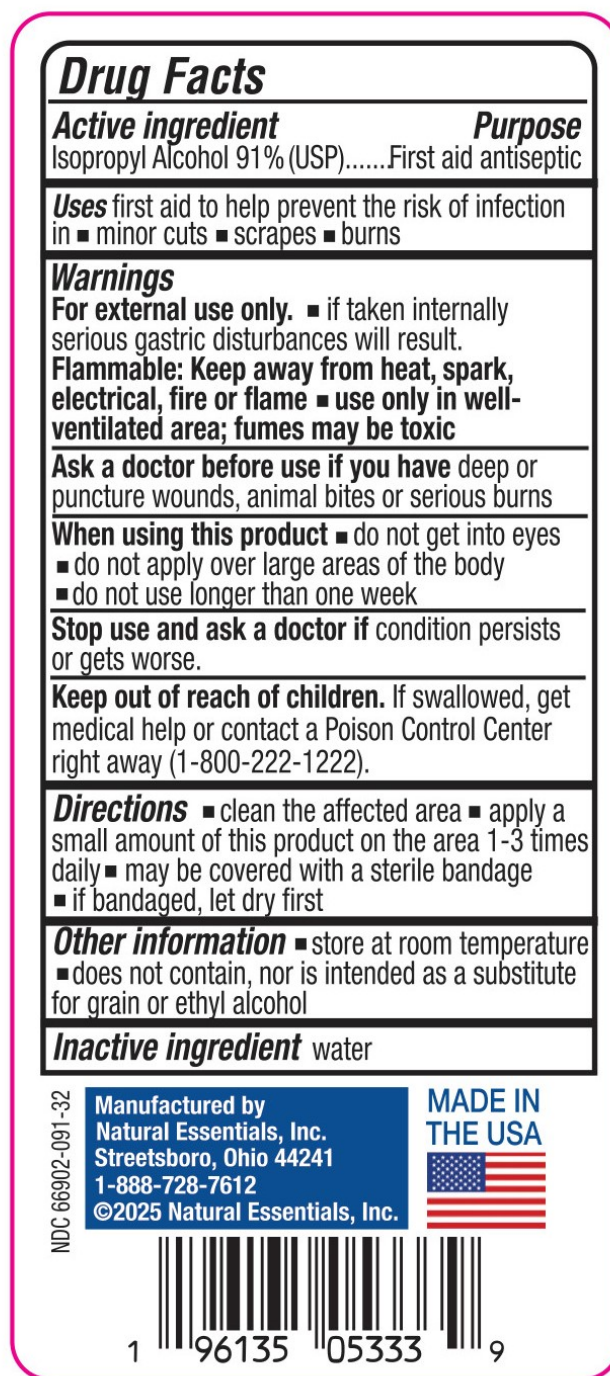 Drug Facts
Active ingredient Purpose
Isopropyl Alcohol 91% (USP).......First aid antiseptic
Uses first aid to help prevent the risk of infection
in ■ minor cuts ■ scrapes ■ burns
Warnings
For external use only. ■ if taken internally
serious gastric disturbances will result.
Flammable: Keep away from heat, spark,
electrical, fire or flame ■ use only in well-
ventilated area; fumes may be toxic
Ask a doctor before use if you have deep or
puncture wounds, animal bites or serious burns
When using this product ■ do not get into eyes
■ do not apply over large areas of the body
■ do not use longer than one week
Stop use and ask a doctor if condition persists
or gets worse.
Keep out of reach of children. If swallowed, get
medical help or contact a Poison Control Center
right away (1-800-222-1222).
Directions ■ clean the affected area ■ apply a
small amount of this product on the area 1-3 times
daily ■ may be covered with a sterile bandage
■ if bandaged, let dry first
Other information ■ store at room temperature
■ does not contain, nor is intended as a substitute
for grain or ethyl alcohol
Inactive ingredient water
NDC 66902-091-32
Manufactured by
Natural Essentials, Inc.
Streetsboro, Ohio 44241
1-888-728-7612
©2025 Natural Essentials, Inc.
MADE IN
THE USA
1 96135 05333 9